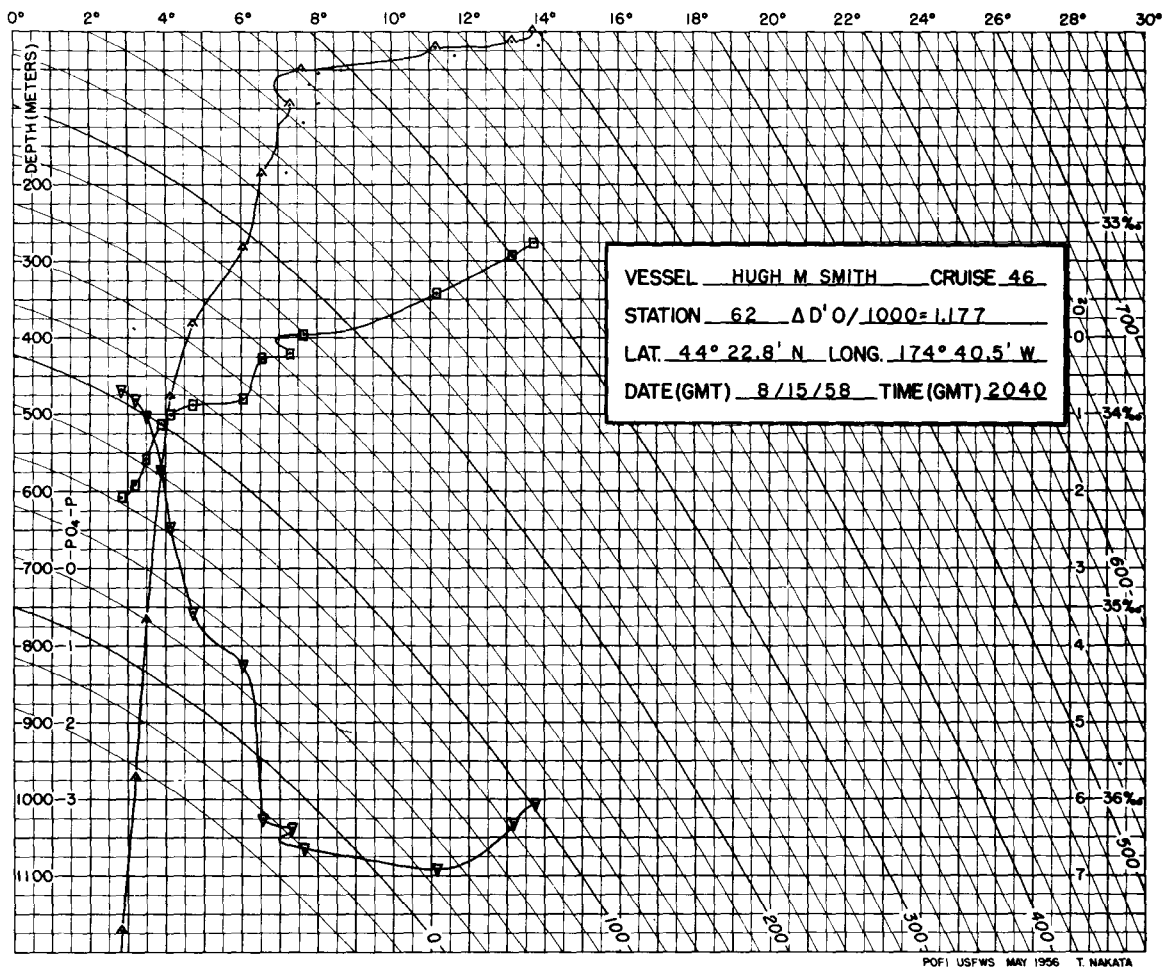 0° 2° 4° 6° 8° 10° 12° 14° 16° 18° 20° 22° 24° 26° 28° 30°
DEPTH (METERS)
200
33‰
300
VESSEL HUGH M SMITH CRUISE 46
STATION 62 Δ D' 0/1000 = 1.177
LAT. 44° 22.8' N LONG. 174° 40.5' W
DATE (GMT) 8/15/58 TIME (GMT) 2040
O2
700
400 0
500 1 34‰
600 2
PO4-P
700 0 3
600
35‰
800 1 4
900 2 5
1000 3 6 36‰
500
1100 7
0 100 200 300 400
POFI USFWS MAY 1956 T. NAKATA